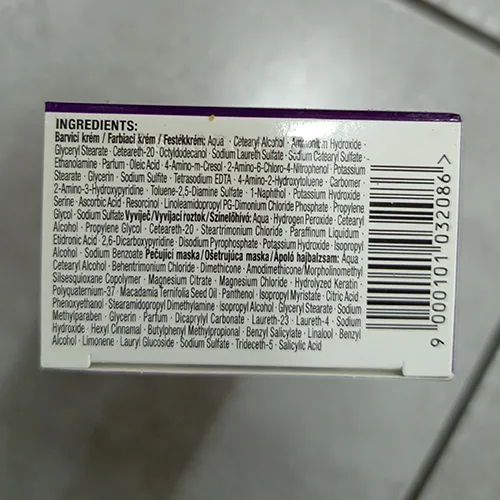 INGREDIENTS:
Barvicí krém / Farbiaci krém / Festékkrém: Aqua · Cetearyl Alcohol · Ammonium Hydroxide ·
Glyceryl Stearate · Ceteareth-20 · Octyldodecanol · Sodium Laureth Sulfate · Sodium Cetearyl Sulfate ·
Ethanolamine · Parfum · Oleic Acid · 4-Amino-m-Cresol · 2-Amino-6-Chloro-4-Nitrophenol · Potassium
Stearate · Glycerin · Sodium Sulfite · Tetrasodium EDTA · 4-Amino-2-Hydroxytoluene · Carbomer ·
2-Amino-3-Hydroxypyridine · Toluene-2,5-Diamine Sulfate · 1-Naphthol · Potassium Hydroxide ·
Serine · Ascorbic Acid · Resorcinol · Linoleamidopropyl PG-Dimonium Chloride Phosphate · Propylene
Glycol · Sodium Sulfate Vyvíječ/Vyvíjací roztok/Színelőhívó: Aqua · Hydrogen Peroxide · Cetearyl
Alcohol · Propylene Glycol · Ceteareth-20 · Steartrimonium Chloride · Paraffinum Liquidum ·
Etidronic Acid · 2,6-Dicarboxypyridine · Disodium Pyrophosphate · Potassium Hydroxide · Isopropyl
Alcohol · Sodium Benzoate Pečující maska/Ošetrujúca maska/Ápoló hajbalzsam: Aqua ·
Cetearyl Alcohol · Behentrimonium Chloride · Dimethicone · Amodimethicone/Morpholinomethyl
Silsesquioxane Copolymer · Magnesium Citrate · Magnesium Chloride · Hydrolyzed Keratin ·
Polyquaternium-37 · Macadamia Ternifolia Seed Oil · Panthenol · Isopropyl Myristate · Citric Acid ·
Phenoxyethanol · Stearamidopropyl Dimethylamine · Isopropyl Alcohol · Glyceryl Stearate · Sodium
Methylparaben · Glycerin · Parfum · Dicaprylyl Carbonate · Laureth-23 · Laureth-4 · Sodium
Hydroxide · Hexyl Cinnamal · Butylphenyl Methylpropional · Benzyl Salicylate · Linalool · Benzyl
Alcohol · Limonene · Lauryl Glucoside · Sodium Sulfate · Trideceth-5 · Salicylic Acid
9 000101 032086